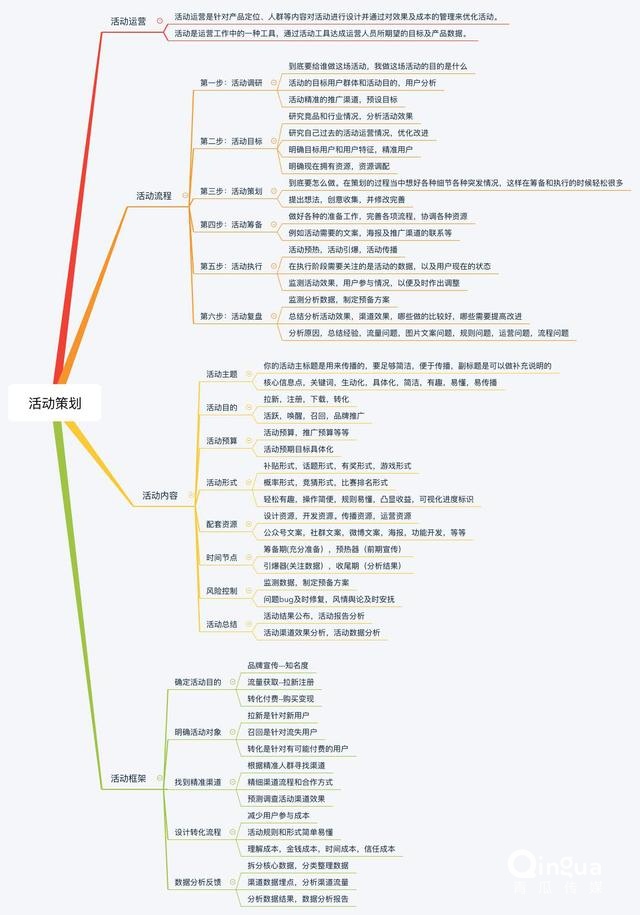 活动策划
活动运营
活动运营是针对产品定位、人群等内容对活动进行设计并通过对效果及成本的管理来优化活动。
活动是运营工作中的一种工具，通过活动工具达成运营人员所期望的目标及产品数据。
活动流程
第一步：活动调研
到底要给谁做这场活动，我做这场活动的目的是什么
活动的目标用户群体和活动目的，用户分析
活动精准的推广渠道，预设目标
第二步：活动目标
研究竞品和行业情况，分析活动效果
研究自己过去的活动运营情况，优化改进
明确目标用户和用户特征，精准用户
明确现在拥有资源，资源调配
第三步：活动策划
到底要怎么做。在策划的过程当中想好各种细节各种突发情况，这样在筹备和执行的时候轻松很多
提出想法，创意收集，并修改完善
第四步：活动筹备
做好各种的准备工作，完善各项流程，协调各种资源
例如活动需要的文案，海报及推广渠道的联系等
第五步：活动执行
活动预热，活动引爆，活动传播
在执行阶段需要关注的是活动的数据，以及用户现在的状态
监测活动效果，用户参与情况，以便及时作出调整
第六步：活动复盘
监测分析数据，制定预备方案
总结分析活动效果，渠道效果，哪些做的比较好，哪些需要提高改进
分析原因，总结经验，流量问题，图片文案问题，规则问题，运营问题，流程问题
活动内容
活动主题
你的活动主标题是用来传播的，要足够简洁，便于传播，副标题是可以做补充说明的
核心信息点，关键词，生动化，具体化，简洁，有趣，易懂，易传播
活动目的
拉新，注册，下载，转化
活跃，唤醒，召回，品牌推广
活动预算
活动预算，推广预算等等
活动预期目标具体化
活动形式
补贴形式，话题形式，有奖形式，游戏形式
概率形式，竞猜形式，比赛排名形式
轻松有趣，操作简便，规则易懂，凸显收益，可视化进度标识
配套资源
设计资源，开发资源。传播资源，运营资源
公众号文案，社群文案，微博文案，海报，功能开发，等等
时间节点
筹备期(充分准备），预热器（前期宣传）
引爆器(关注数据），收尾期（分析结果）
风险控制
监测数据，制定预备方案
问题bug及时修复，风情舆论及时安抚
活动总结
活动结果公布，活动报告分析
活动渠道效果分析，活动数据分析
活动框架
确定活动目的
品牌宣传--知名度
流量获取--拉新注册
转化付费--购买变现
明确活动对象
拉新是针对新用户
召回是针对流失用户
转化是针对有可能付费的用户
找到精准渠道
根据精准人群寻找渠道
精细渠道流程和合作方式
预测调查活动渠道效果
设计转化流程
减少用户参与成本
活动规则和形式简单易懂
理解成本，金钱成本，时间成本，信任成本
数据分析反馈
拆分核心数据，分类整理数据
渠道数据埋点，分析渠道流量
分析数据结果，数据分析报告
Qingua